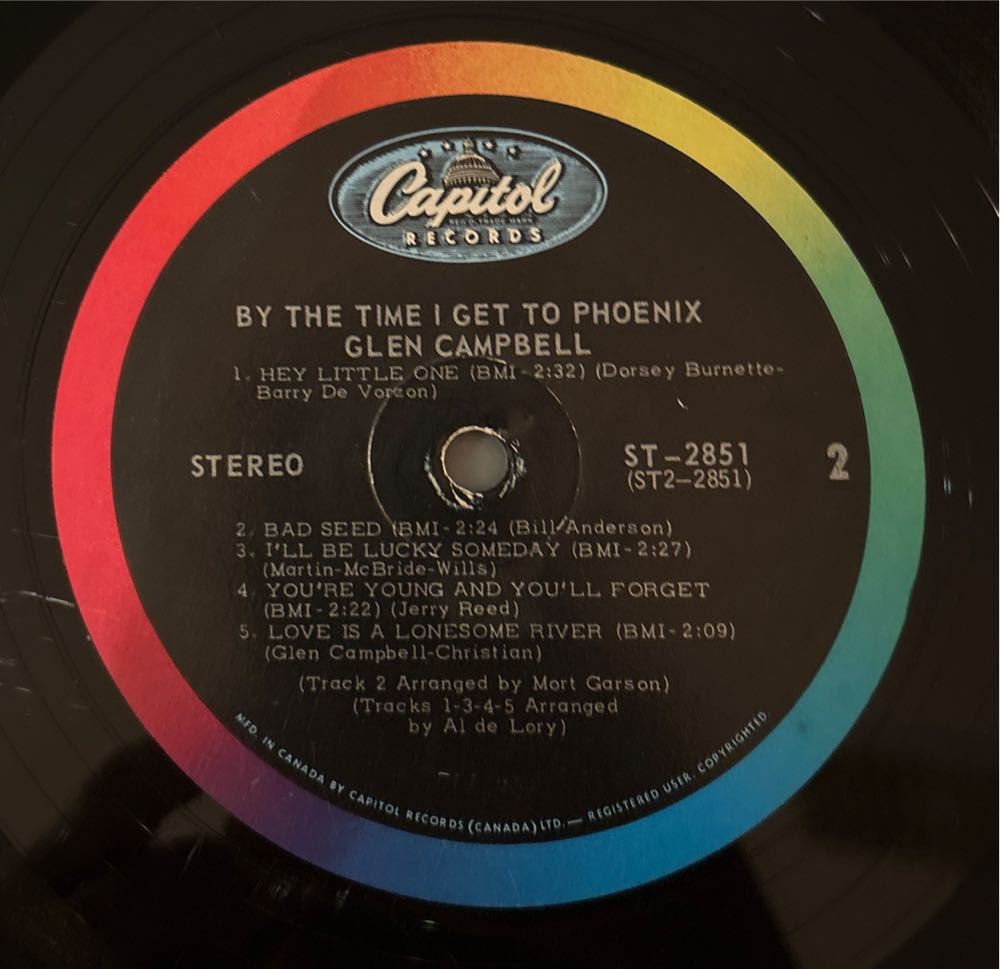 Capitol
REG'D. TRADE MARK
RECORDS
BY THE TIME I GET TO PHOENIX
GLEN CAMPBELL
1. HEY LITTLE ONE (BMI-2:32) (Dorsey Burnette-
Barry De Vorzon)
STEREO
ST-2851
(ST2-2851)
2
2. BAD SEED (BMI-2:24 (Bill Anderson)
3. I'LL BE LUCKY SOMEDAY (BMI-2:27)
(Martin-McBride-Wills)
4. YOU'RE YOUNG AND YOU'LL FORGET
(BMI-2:22) (Jerry Reed)
5. LOVE IS A LONESOME RIVER (BMI-2:09)
(Glen Campbell-Christian)
(Track 2 Arranged by Mort Garson)
(Tracks 1-3-4-5 Arranged
by Al de Lory)
MFD. IN CANADA BY CAPITOL RECORDS (CANADA) LTD. — REGISTERED USER. COPYRIGHTED.